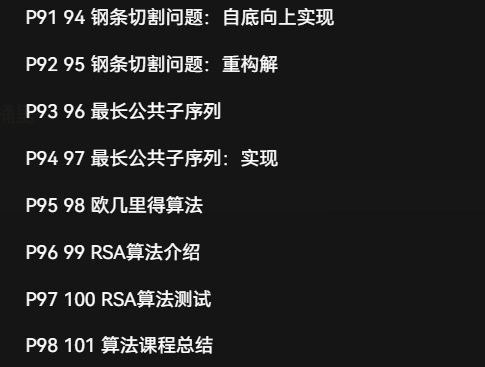 P91 94 钢条切割问题：自底向上实现
P92 95 钢条切割问题：重构解
P93 96 最长公共子序列
P94 97 最长公共子序列：实现
P95 98 欧几里得算法
P96 99 RSA算法介绍
P97 100 RSA算法测试
P98 101 算法课程总结